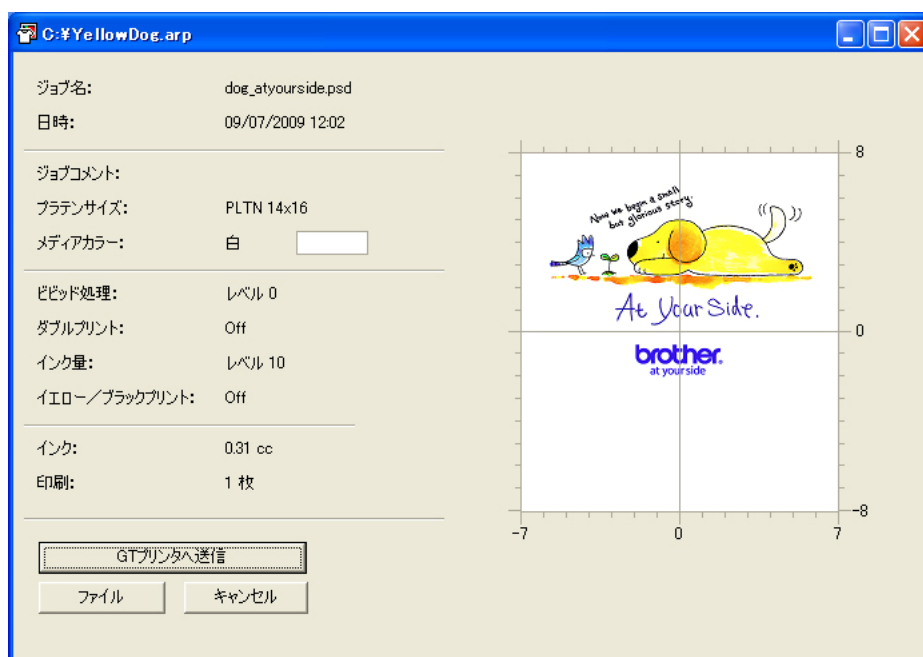 C:¥YellowDog.arp
ジョブ名: dog_atyourside.psd
日時: 09/07/2009 12:02
ジョブコメント:
プラテンサイズ: PLTN 14x16
メディアカラー: 白
ビビッド処理: レベル 0
ダブルプリント: Off
インク量: レベル 10
イエロー/ブラックプリント: Off
インク: 0.31 cc
印刷: 1 枚
GTプリンタへ送信
ファイル キャンセル
8
Now we begin a small
but glorious story.
At Your Side.
0
brother.
at your side
-8
-7 0 7